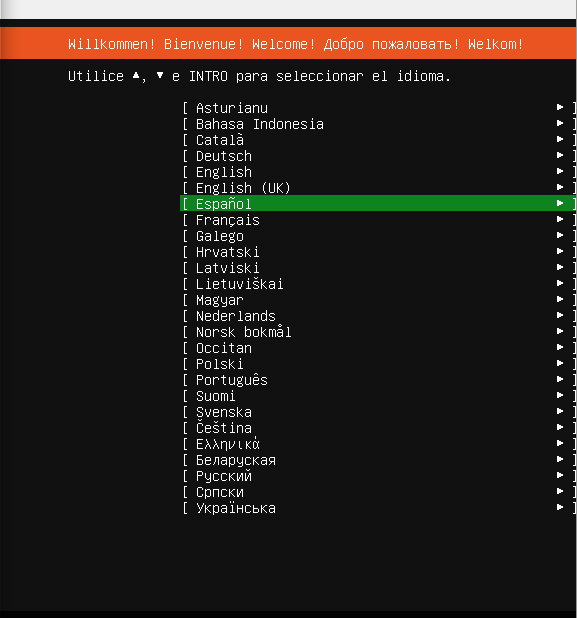 Willkommen! Bienvenue! Welcome! Добро пожаловать! Welkom!
Utilice ▲, ▼ e INTRO para seleccionar el idioma.
[ Asturianu ▸ ]
[ Bahasa Indonesia ▸ ]
[ Català ▸ ]
[ Deutsch ▸ ]
[ English ▸ ]
[ English (UK) ▸ ]
[ Español ▸ ]
[ Français ▸ ]
[ Galego ▸ ]
[ Hrvatski ▸ ]
[ Latviski ▸ ]
[ Lietuviškai ▸ ]
[ Magyar ▸ ]
[ Nederlands ▸ ]
[ Norsk bokmål ▸ ]
[ Occitan ▸ ]
[ Polski ▸ ]
[ Português ▸ ]
[ Suomi ▸ ]
[ Svenska ▸ ]
[ Čeština ▸ ]
[ Ελληνικά ▸ ]
[ Беларуская ▸ ]
[ Русский ▸ ]
[ Српски ▸ ]
[ Українська ▸ ]